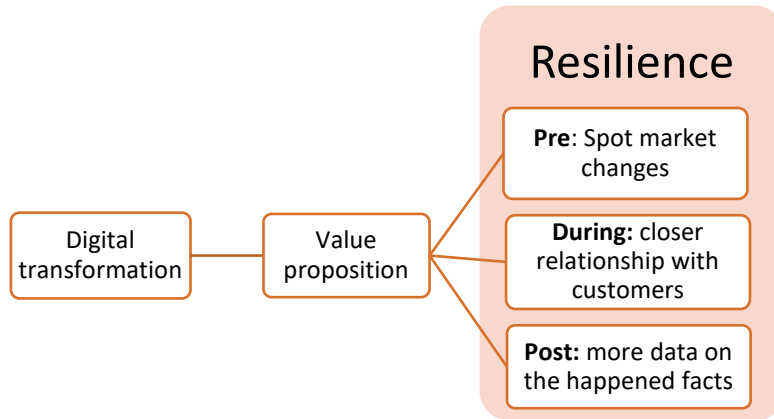 Resilience
Pre: Spot market
changes
Digital
transformation
Value
proposition
During: closer
relationship with
customers
Post: more data on
the happened facts